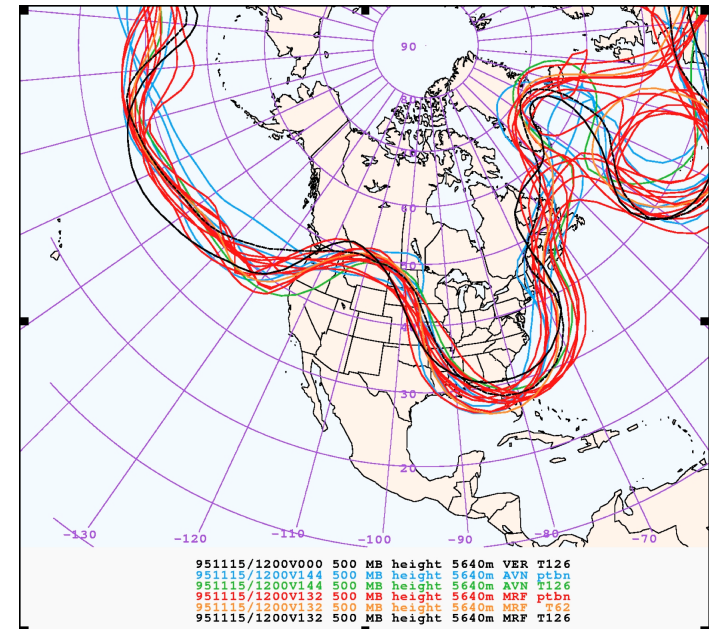 90
80
70
60
50
40
30
20
-130
-120
-110
-100
-90
-80
-70
951115/1200V000 500 MB height 5640m VER T126
951115/1200V144 500 MB height 5640m AVN ptbn
951115/1200V144 500 MB height 5640m AVN T126
951115/1200V132 500 MB height 5640m MRF ptbn
951115/1200V132 500 MB height 5640m MRF T62
951115/1200V132 500 MB height 5640m MRF T126